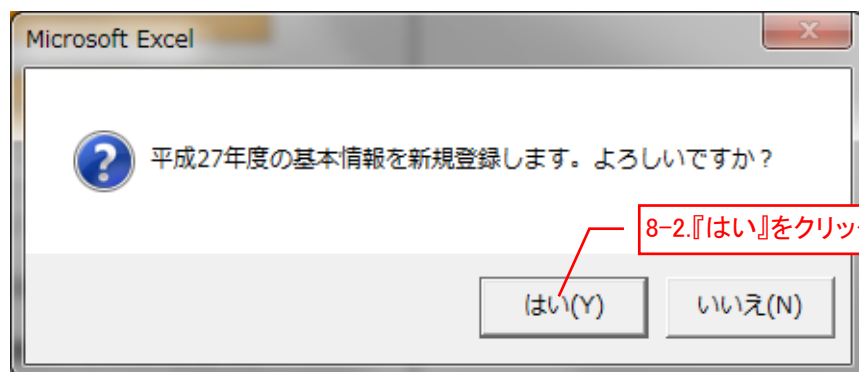 Microsoft Excel
平成27年度の基本情報を新規登録します。よろしいですか？
8-2.『はい』をクリッ
はい(Y)
いいえ(N)